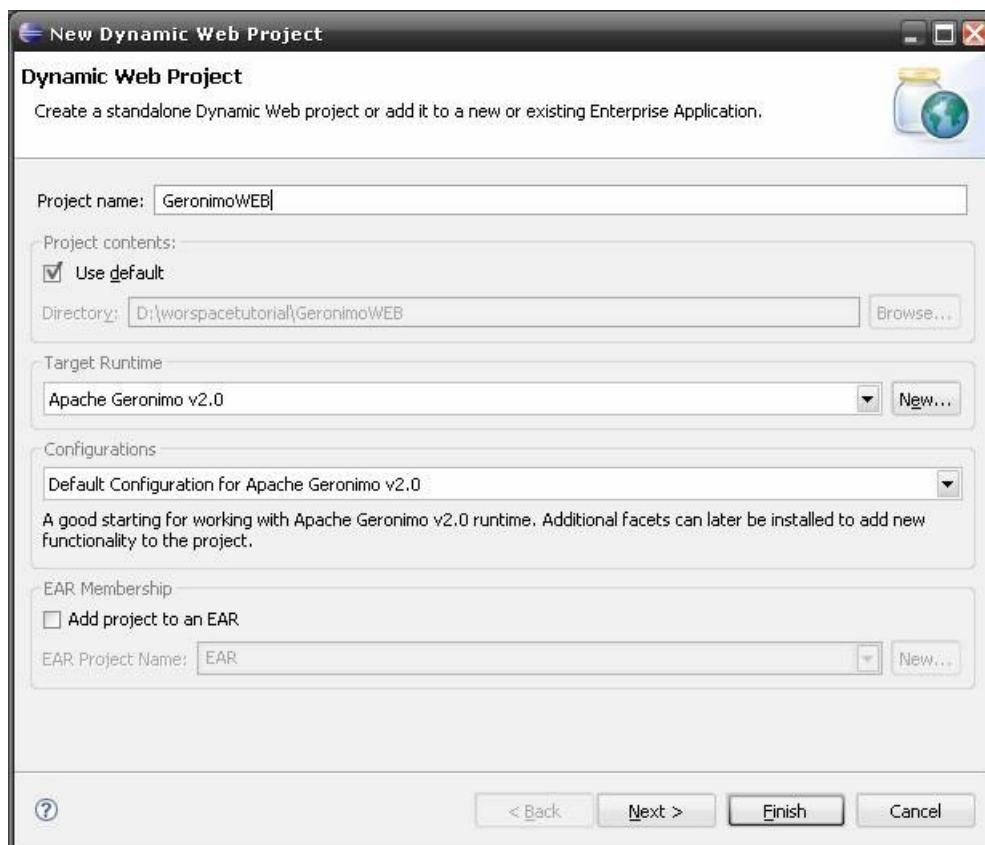 New Dynamic Web Project
Dynamic Web Project
Create a standalone Dynamic Web project or add it to a new or existing Enterprise Application.
Project name: GeronimoWEB
Project contents:
Use default
Directory: D:\worspacetutorial\GeronimoWEB Browse...
Target Runtime
Apache Geronimo v2.0 New...
Configurations
Default Configuration for Apache Geronimo v2.0
A good starting for working with Apache Geronimo v2.0 runtime. Additional facets can later be installed to add new
functionality to the project.
EAR Membership
Add project to an EAR
EAR Project Name: EAR New...
? < Back Next > Finish Cancel